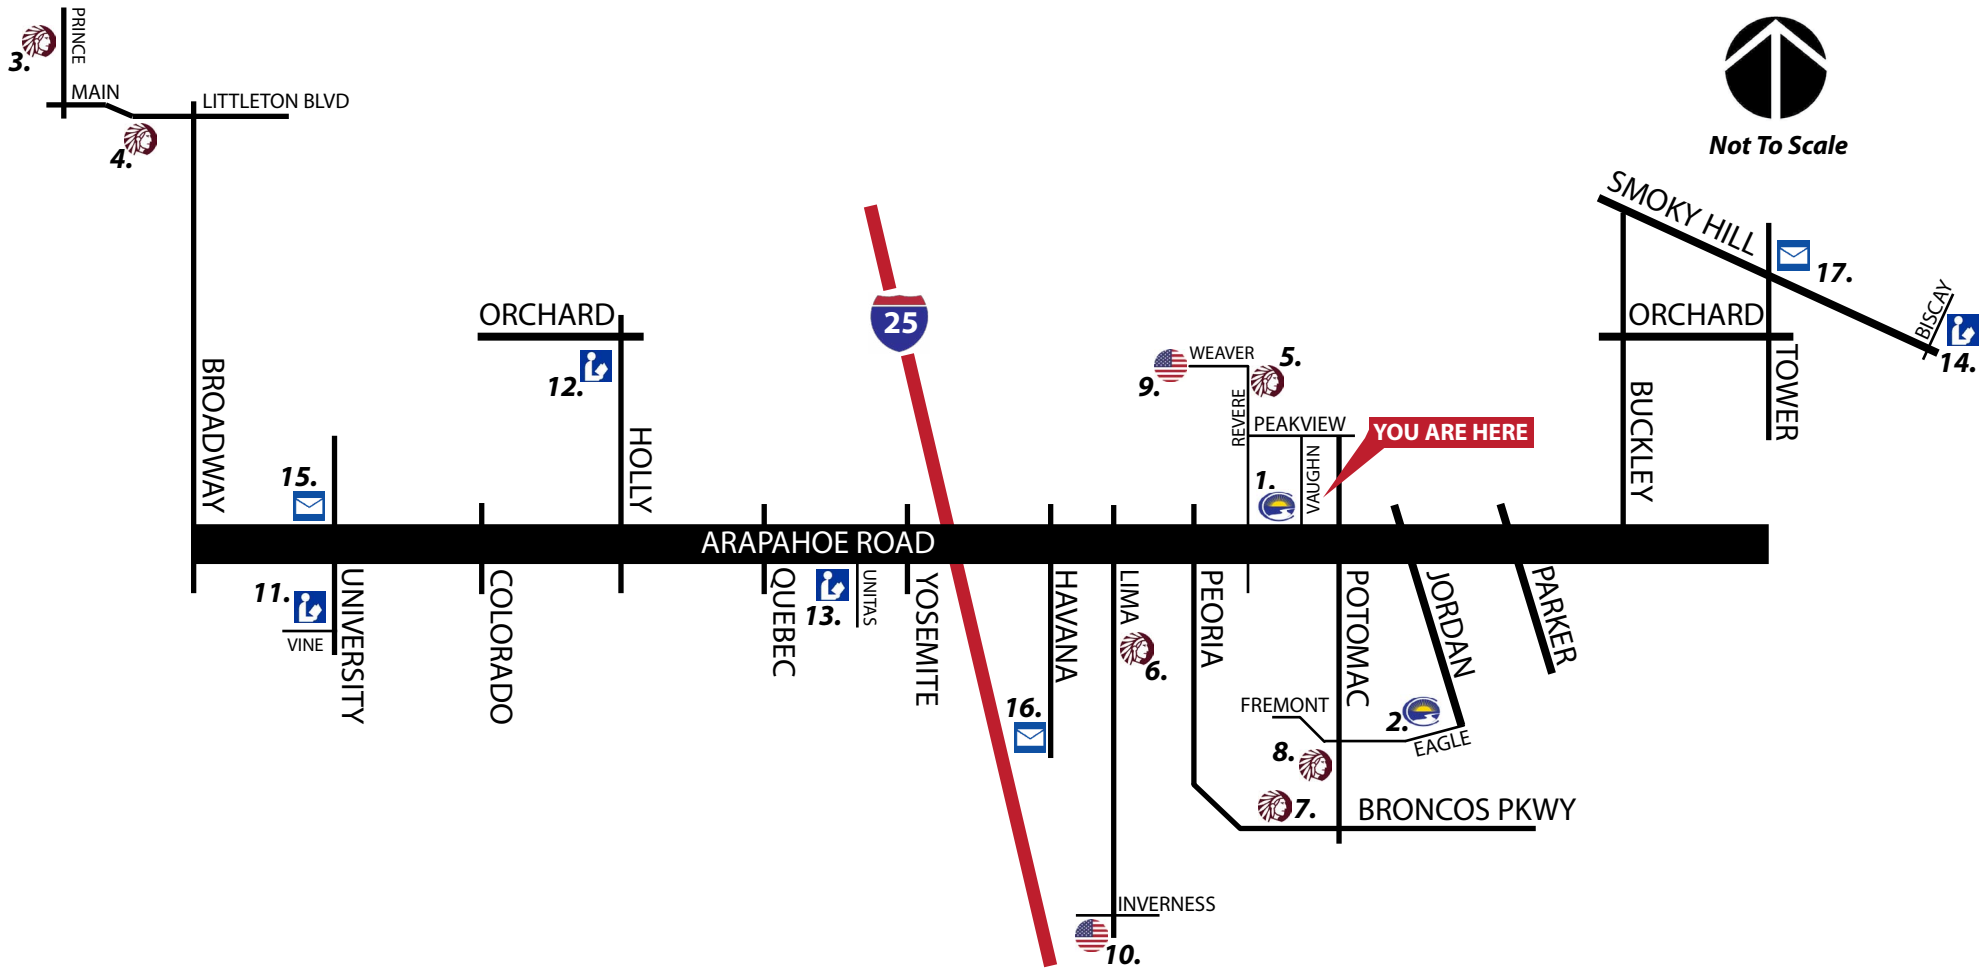 PRINCE
3.
MAIN
LITTLETON BLVD
4.
Not To Scale
SMOKY HILL
17.
BISCAY
14.
ORCHARD
ORCHARD
25
TOWER
BUCKLEY
BROADWAY
12.
HOLLY
WEAVER
5.
9.
REVERE
PEAKVIEW
YOU ARE HERE
VAUGHN
1.
15.
ARAPAHOE ROAD
11.
VINE
UNIVERSITY
COLORADO
QUEBEC
13.
UNITAS
YOSEMITE
HAVANA
16.
LIMA
6.
PEORIA
POTOMAC
JORDAN
PARKER
FREMONT
2.
EAGLE
8.
7.
BRONCOS PKWY
INVERNESS
10.